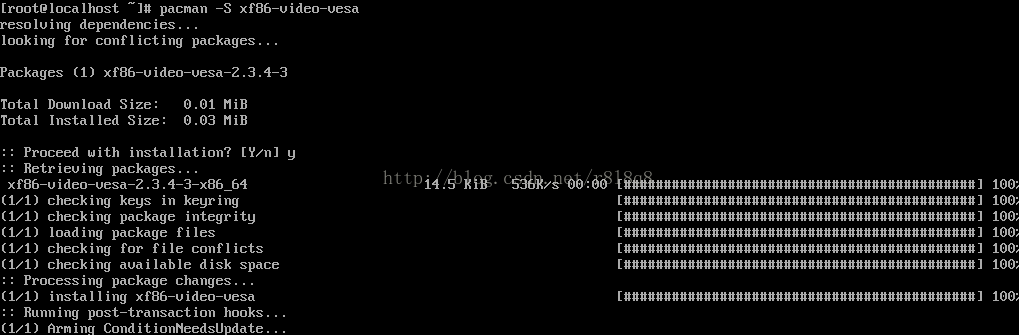 [root@localhost ~]# pacman -S xf86-video-vesa
resolving dependencies...
looking for conflicting packages...
Packages (1) xf86-video-vesa-2.3.4-3
Total Download Size:   0.01 MiB
Total Installed Size:  0.03 MiB
:: Proceed with installation? [Y/n] y
:: Retrieving packages...
http://blog.csdn.net/r8l8q8
xf86-video-vesa-2.3.4-3-x86_64 14.5 KiB 536K/s 00:00 [############################################] 100%
(1/1) checking keys in keyring [############################################] 100%
(1/1) checking package integrity [############################################] 100%
(1/1) loading package files [############################################] 100%
(1/1) checking for file conflicts [############################################] 100%
(1/1) checking available disk space [############################################] 100%
:: Processing package changes...
(1/1) installing xf86-video-vesa [############################################] 100%
:: Running post-transaction hooks...
(1/1) Arming ConditionNeedsUpdate...